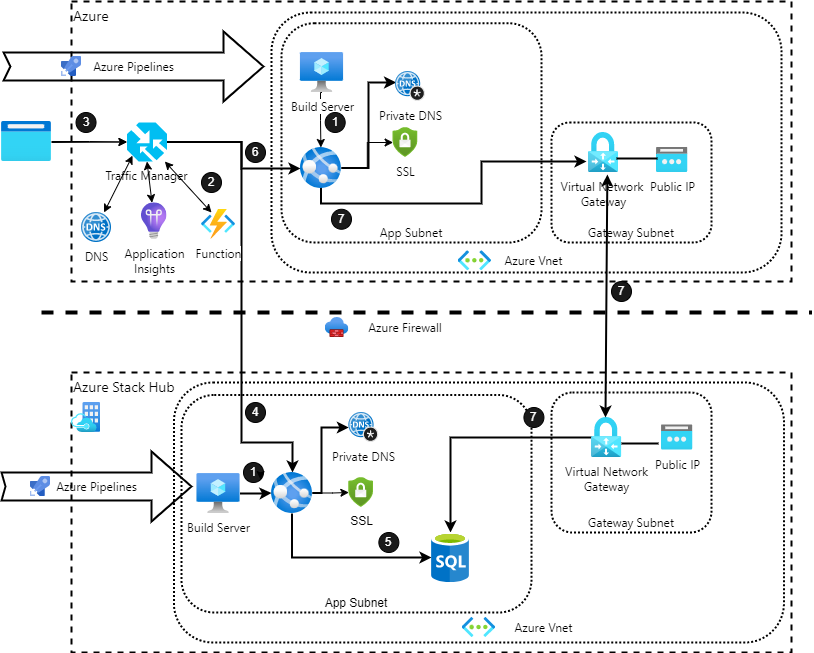 Azure
Azure Pipelines
Build Server
DNS
*
Private DNS
1
3
6
SSL
Traffic Manager
2
Virtual Network
Gateway
Public IP
DNS
DNS
Application
Insights
Function
7
App Subnet
Gateway Subnet
Azure Vnet
7
Azure Firewall
Azure Stack Hub
4
7
DNS
*
Private DNS
Virtual Network
Gateway
Public IP
Azure Pipelines
1
Build Server
SSL
Gateway Subnet
5
SQL
App Subnet
Azure Vnet